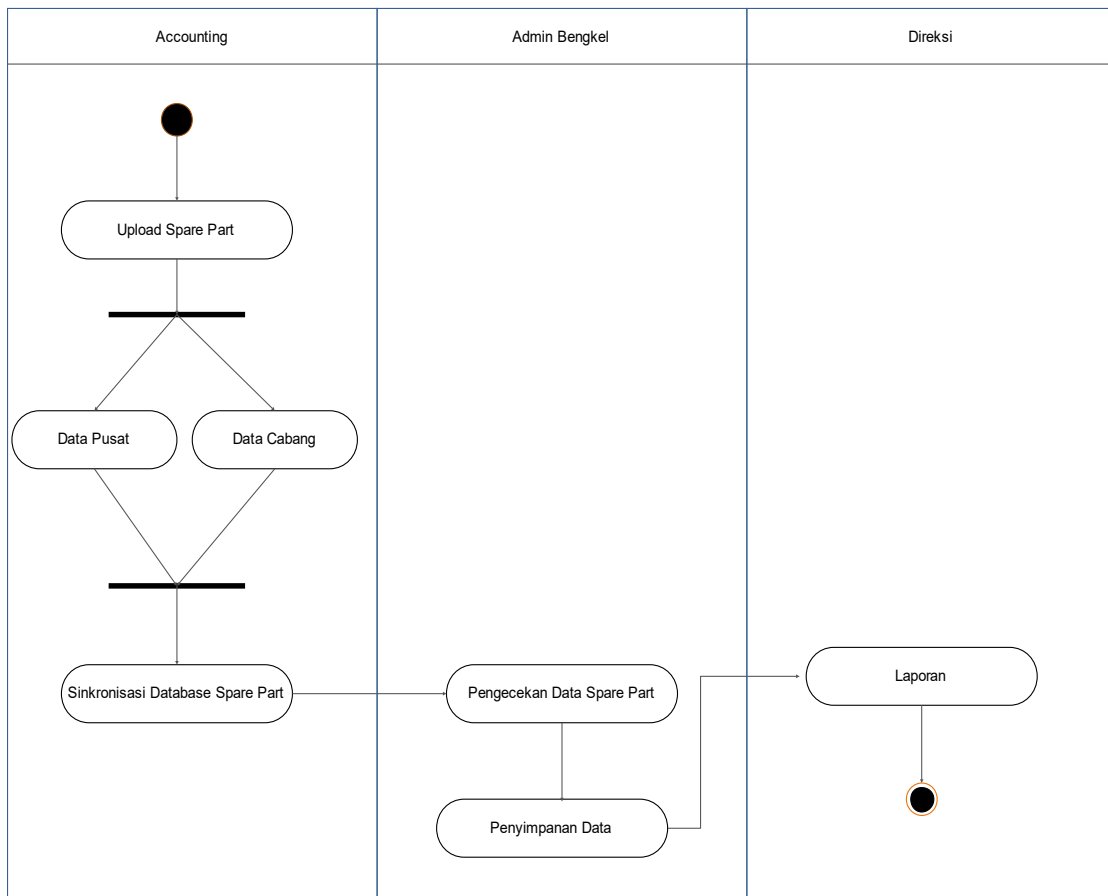 Accounting
Admin Bengkel
Direksi
Upload Spare Part
Data Pusat
Data Cabang
Sinkronisasi Database Spare Part
Pengecekan Data Spare Part
Laporan
Penyimpanan Data